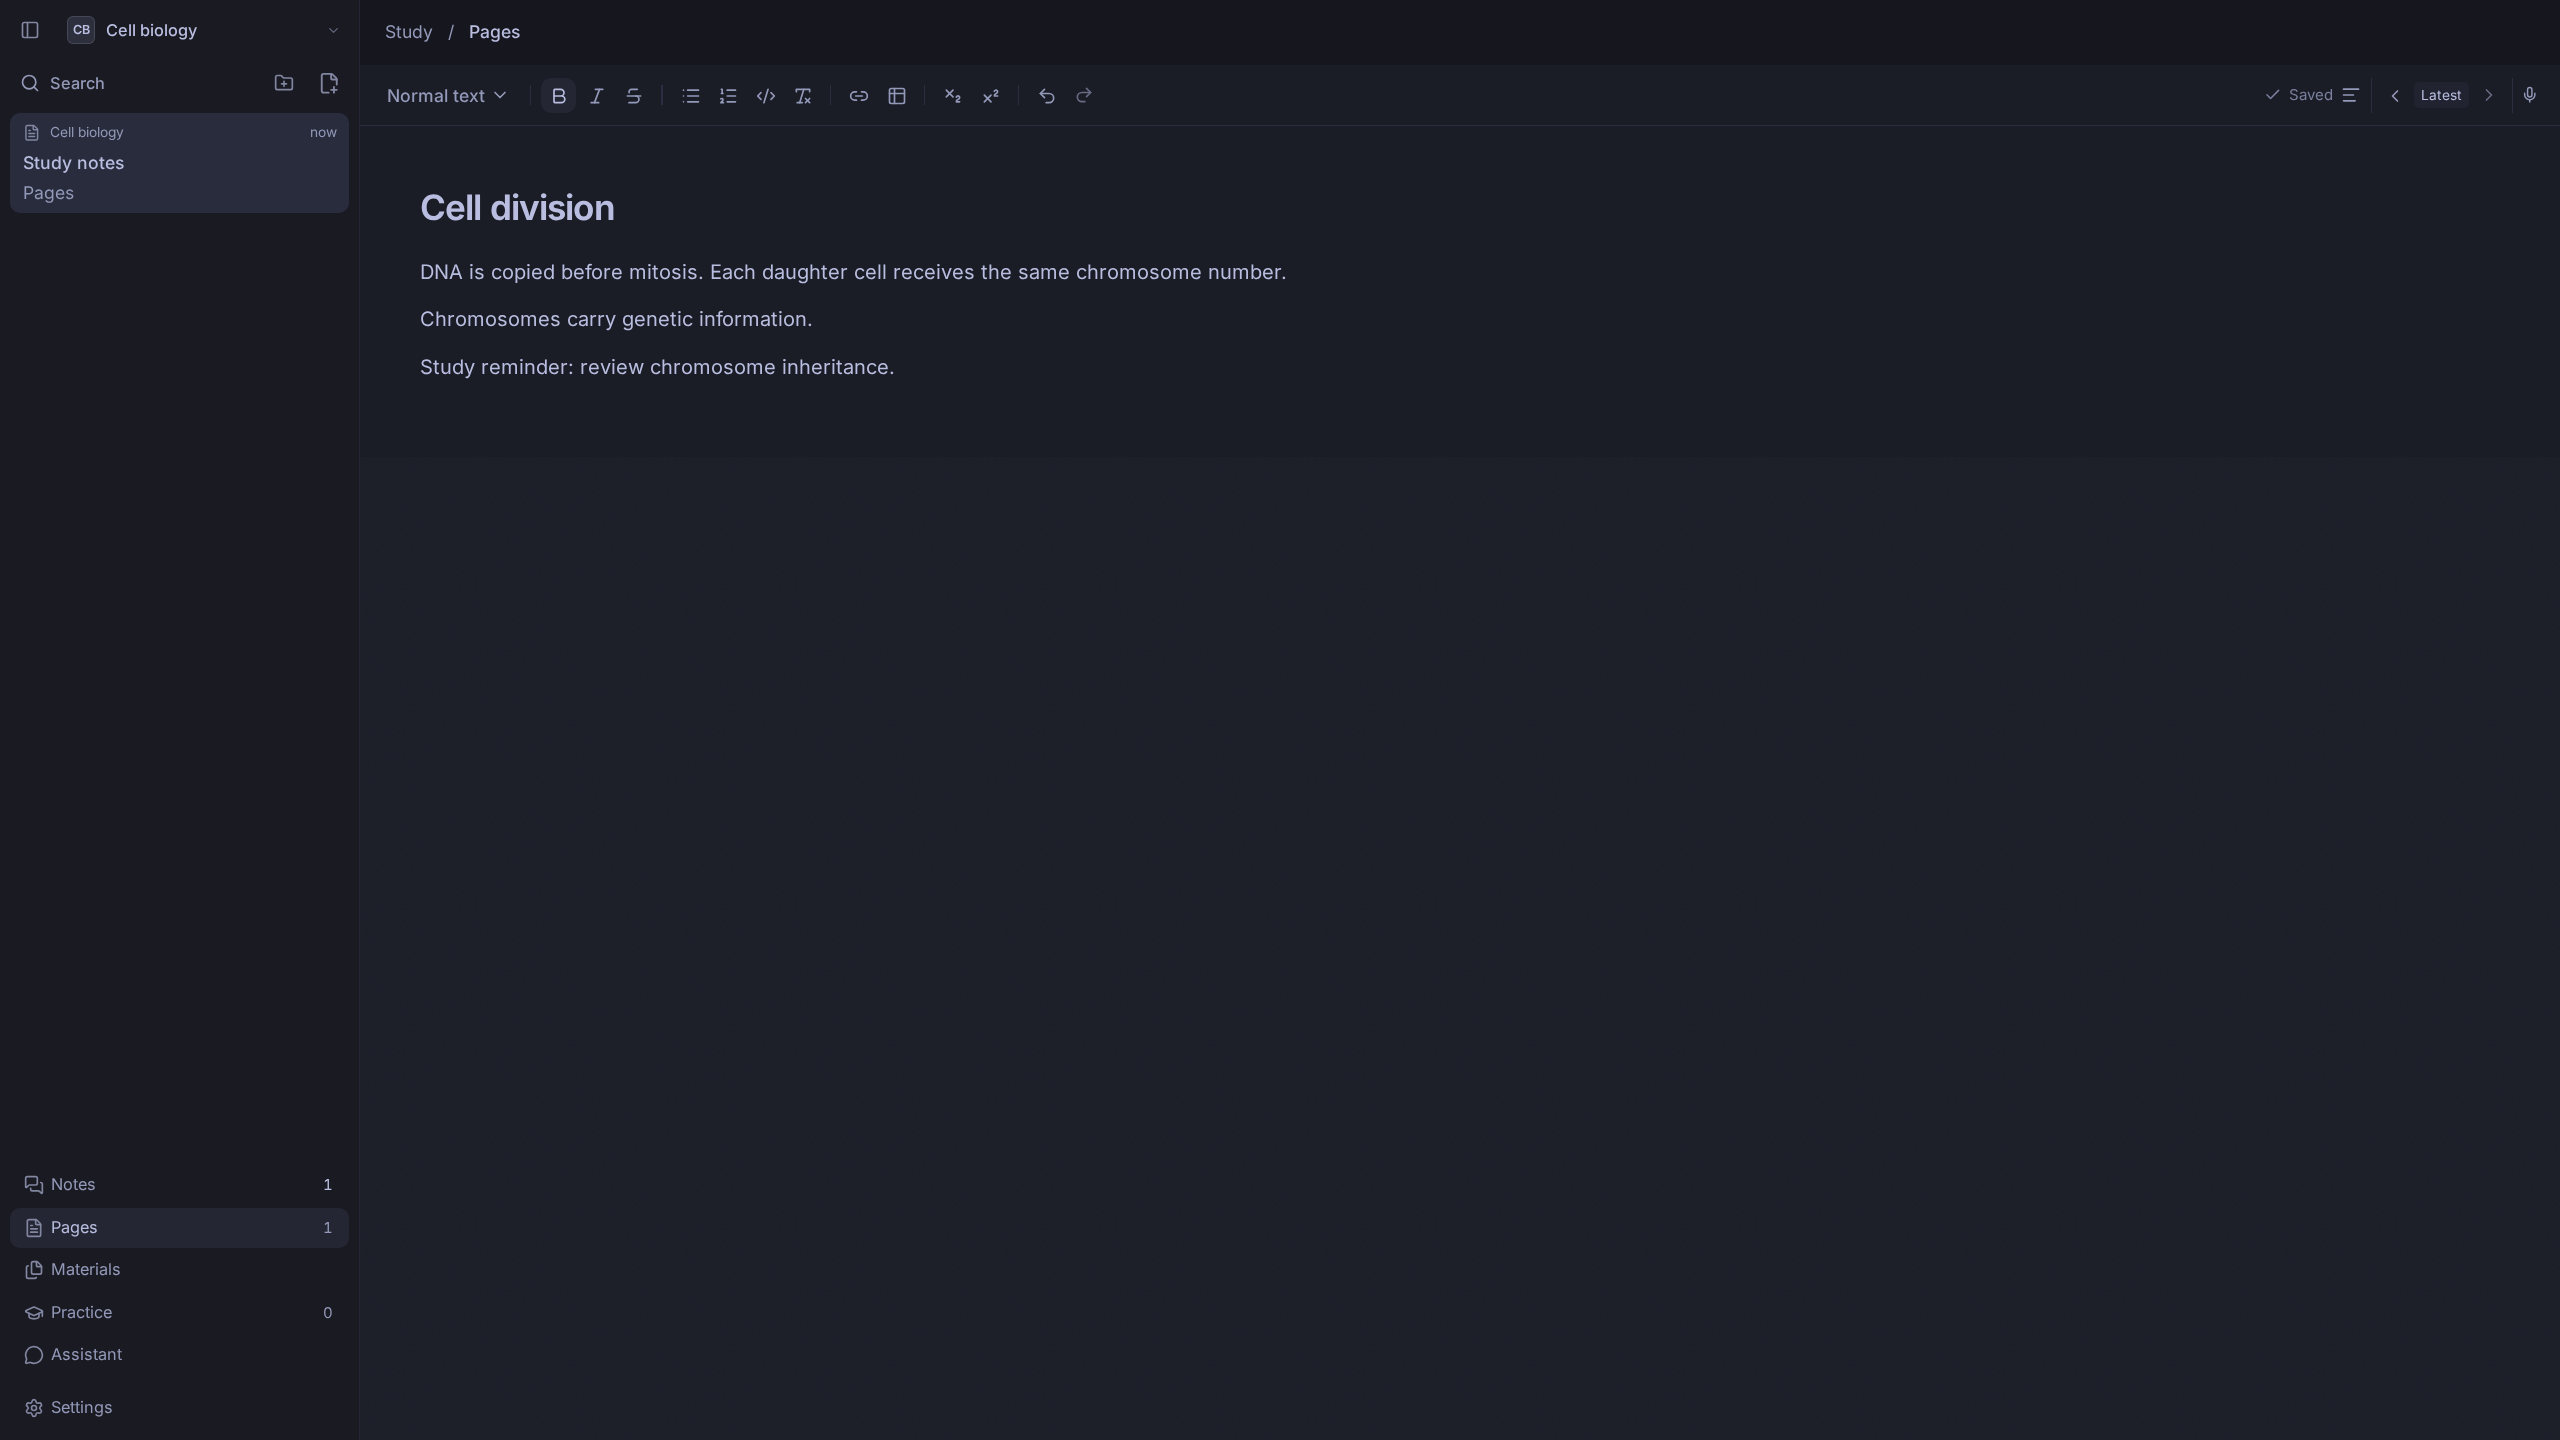 CB Cell biology
Search
Cell biology now
Study notes
Pages
Notes 1
Pages 1
Materials
Practice 0
Assistant
Settings
Study / Pages
Normal text
Saved
Latest
Cell division
DNA is copied before mitosis. Each daughter cell receives the same chromosome number.
Chromosomes carry genetic information.
Study reminder: review chromosome inheritance.